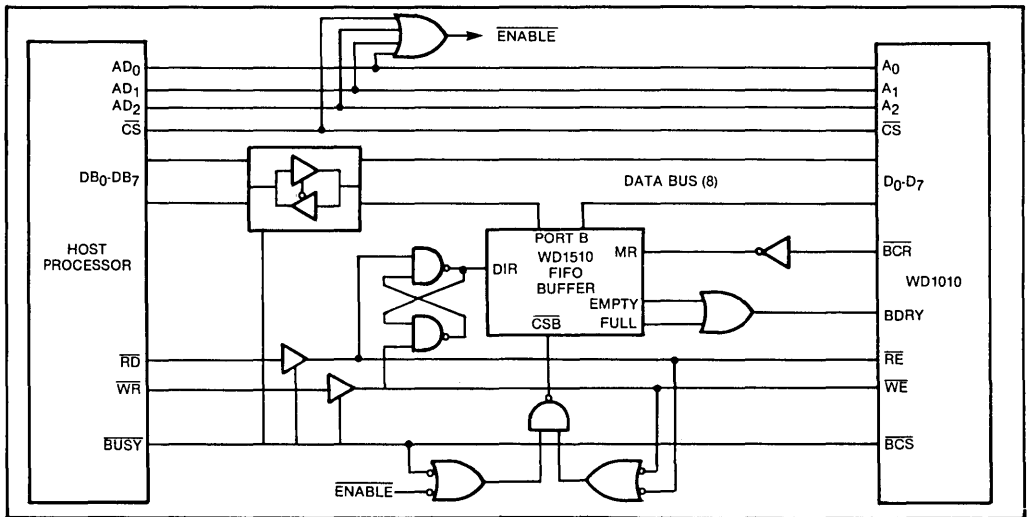 ENABLE
AD0
AD1
AD2
CS
DB0-DB7
HOST
PROCESSOR
RD
WR
BUSY
A0
A1
A2
CS
DATA BUS (8)
D0-D7
PORT B
WD1510
FIFO
BUFFER
DIR
MR
EMPTY
FULL
CSB
BCR
WD1010
BDRY
RE
WE
BCS
ENABLE